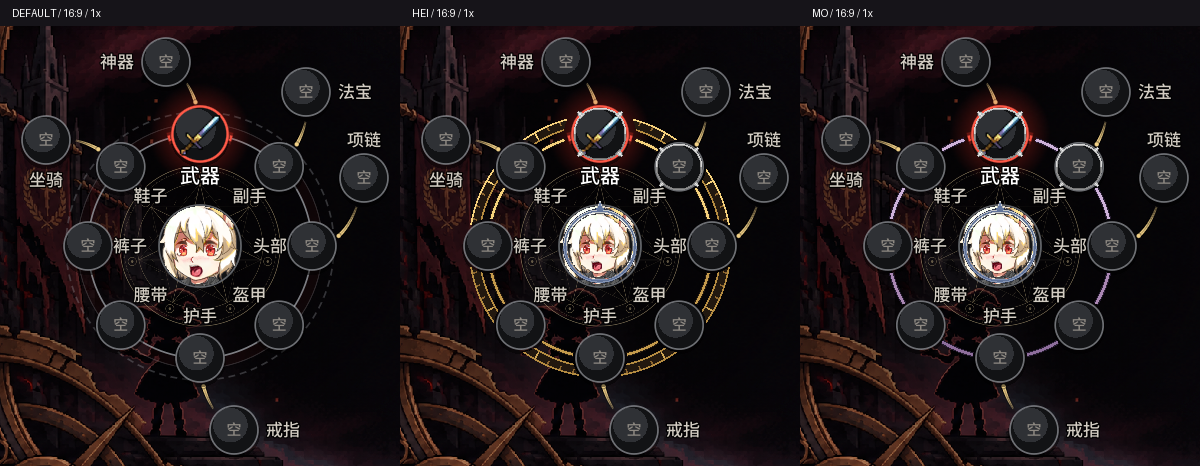 DEFAULT / 16:9 / 1x
神器
空
空
法宝
空
项链
空
空
空
坐骑
武器
鞋子
副手
空
裤子
头部
空
腰带
盔甲
护手
空
空
空
空
戒指
HEI / 16:9 / 1x
神器
空
空
法宝
空
项链
空
空
空
坐骑
武器
鞋子
副手
空
裤子
头部
空
腰带
盔甲
护手
空
空
空
空
戒指
MO / 16:9 / 1x
神器
空
空
法宝
空
项链
空
空
空
坐骑
武器
鞋子
副手
空
裤子
头部
空
腰带
盔甲
护手
空
空
空
空
戒指